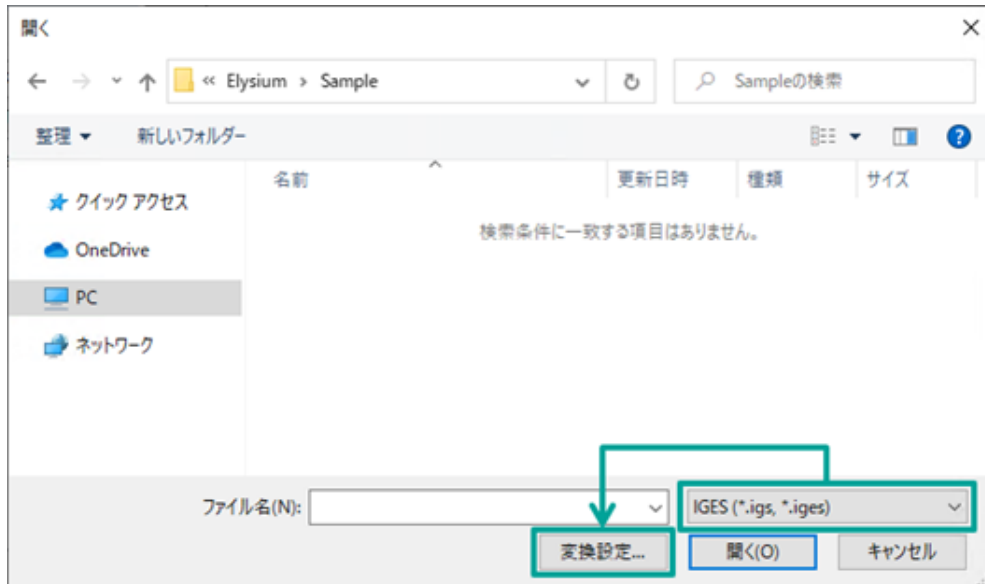 開く
Elysium › Sample
Sampleの検索
整理
新しいフォルダー
名前 更新日時 種類 サイズ
クイック アクセス
検索条件に一致する項目はありません。
OneDrive
PC
ネットワーク
ファイル名(N):
IGES (*.igs, *.iges)
変換設定... 開く(O) キャンセル